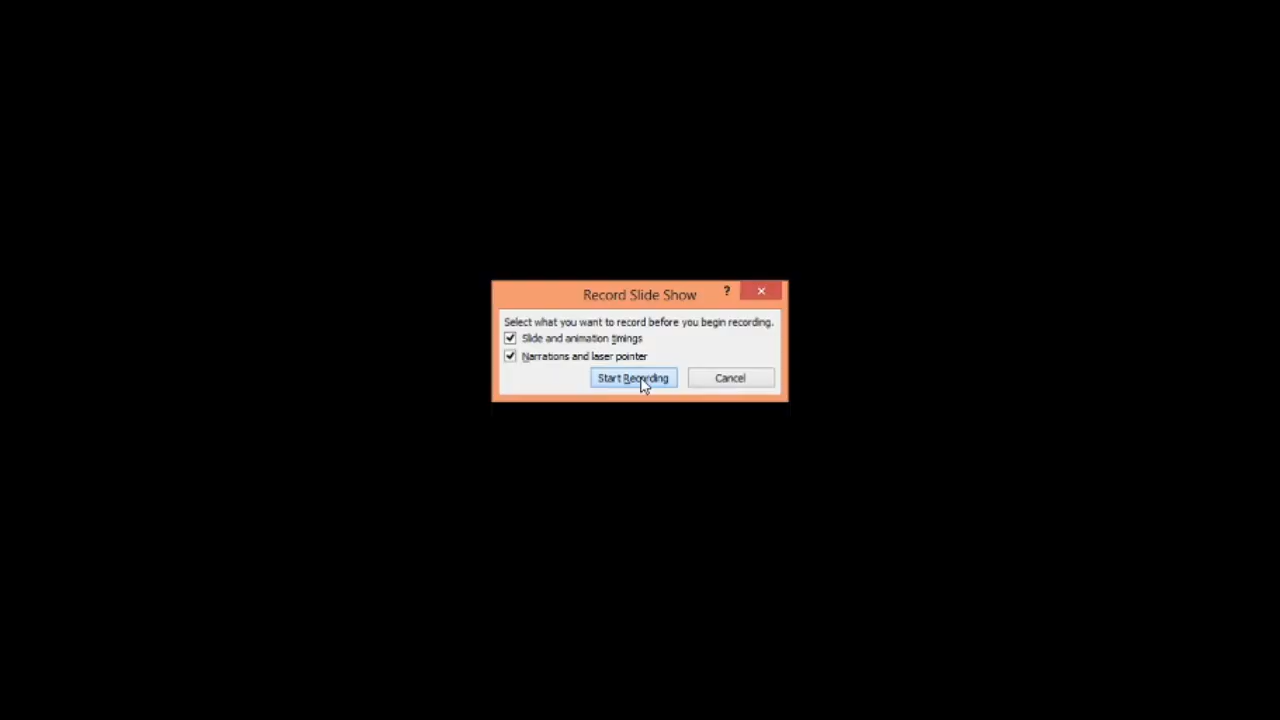 Record Slide Show ? ×
Select what you want to record before you begin recording.
Slide and animation timings
Narrations and laser pointer
Start Recording Cancel